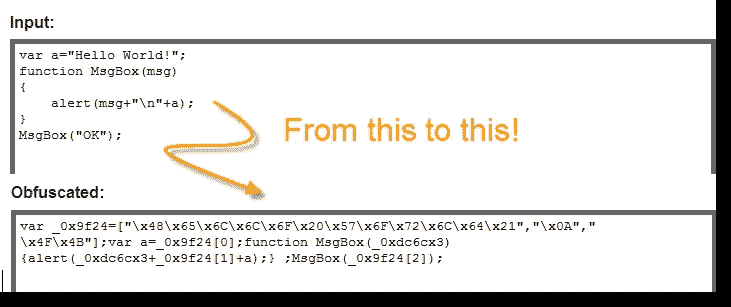 Input:
var a="Hello World!";
function MsgBox(msg)
{
    alert(msg+"\n"+a);
}
MsgBox("OK");
From this to this!
Obfuscated:
var _0x9f24=["\x48\x65\x6C\x6C\x6F\x20\x57\x6F\x72\x6C\x64\x21","\x0A","
\x4F\x4B"];var a=_0x9f24[0];function MsgBox(_0xdc6cx3)
{alert(_0xdc6cx3+_0x9f24[1]+a);} ;MsgBox(_0x9f24[2]);